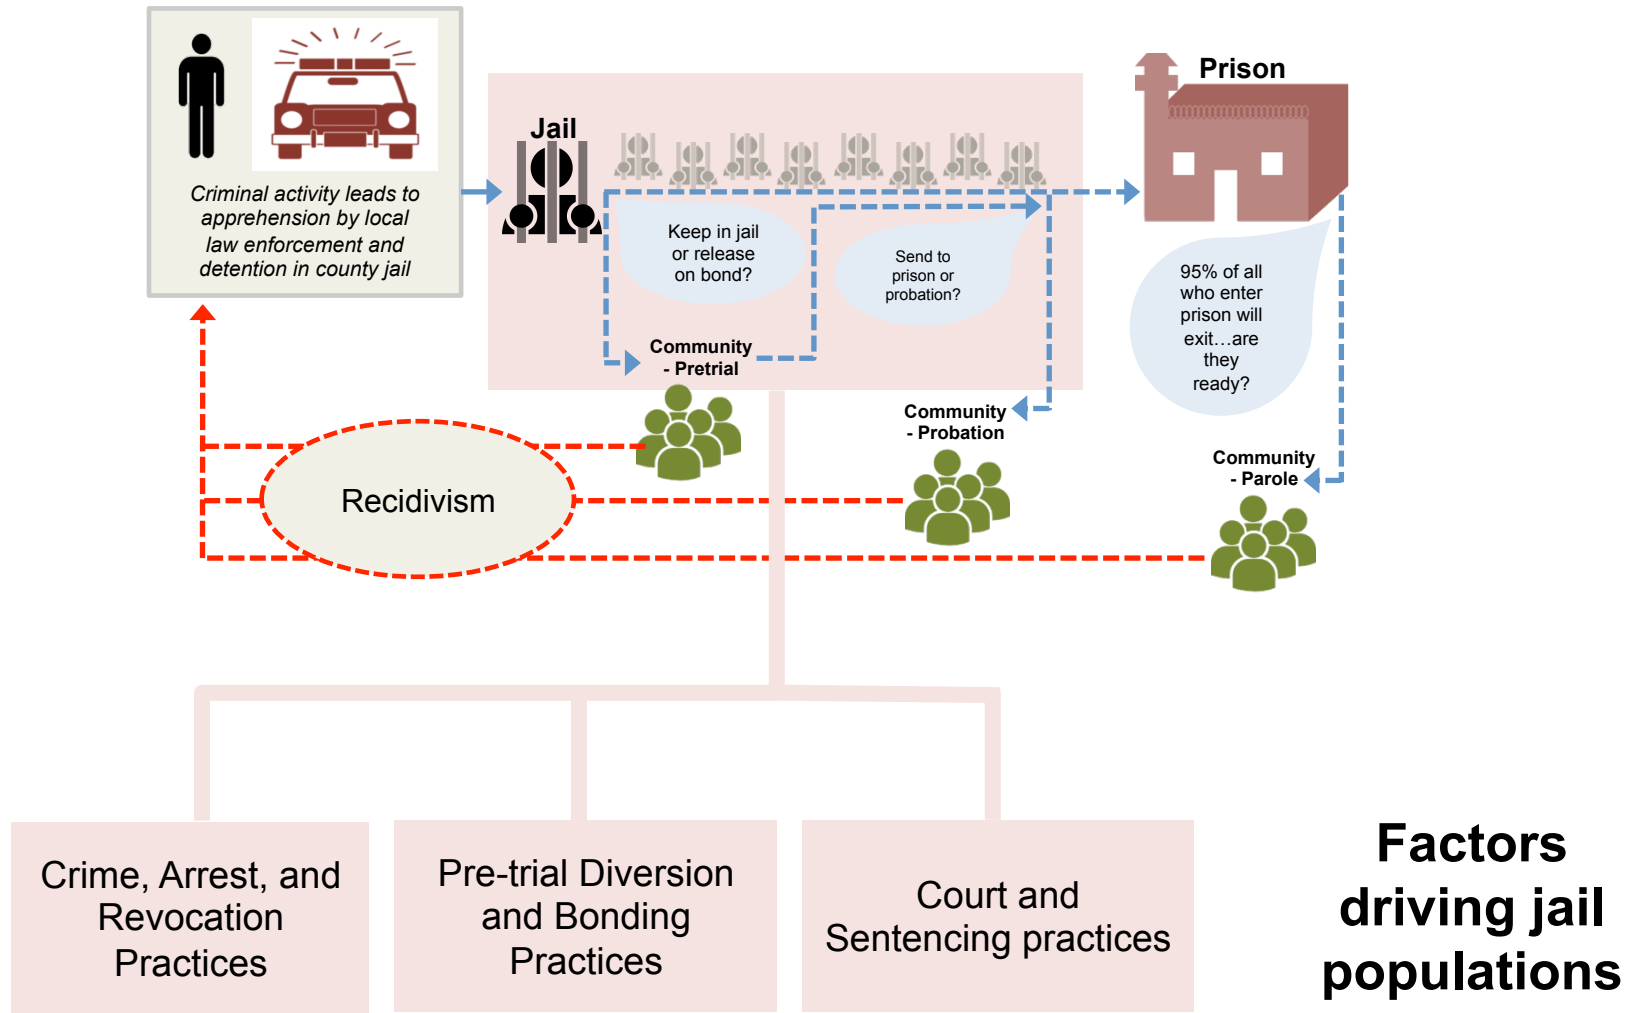 Criminal activity leads to
apprehension by local
law enforcement and
detention in county jail
Jail
Keep in jail
or release
on bond?
Send to
prison or
probation?
Prison
95% of all
who enter
prison will
exit…are
they
ready?
Community
- Pretrial
Community
- Probation
Community
- Parole
Recidivism
Crime, Arrest, and
Revocation
Practices
Pre-trial Diversion
and Bonding
Practices
Court and
Sentencing practices
Factors
driving jail
populations